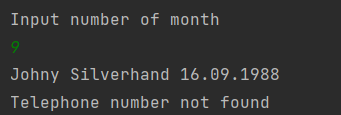 Input number of month
9
Johny Silverhand 16.09.1988
Telephone number not found